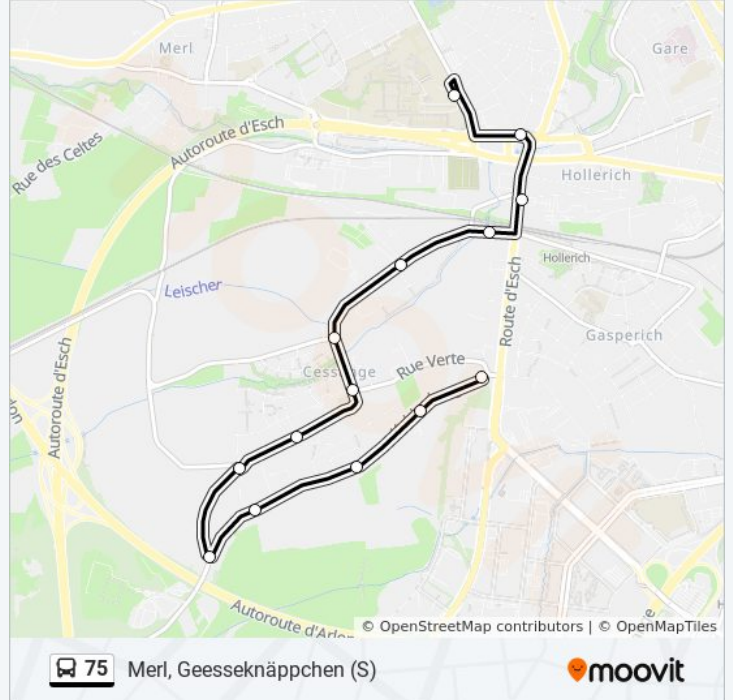 Merl
Gare
Autoroute d'Esch
Rue des Celtes
Hollerich
Leischer
Hollerich
Route d'Esch
Gasperich
Autoroute d'Esch
Rue Verte
Autoroute d'Arlon
© OpenStreetMap contributors | © OpenMapTiles
75 Merl, Geesseknäppchen (S)
moovit